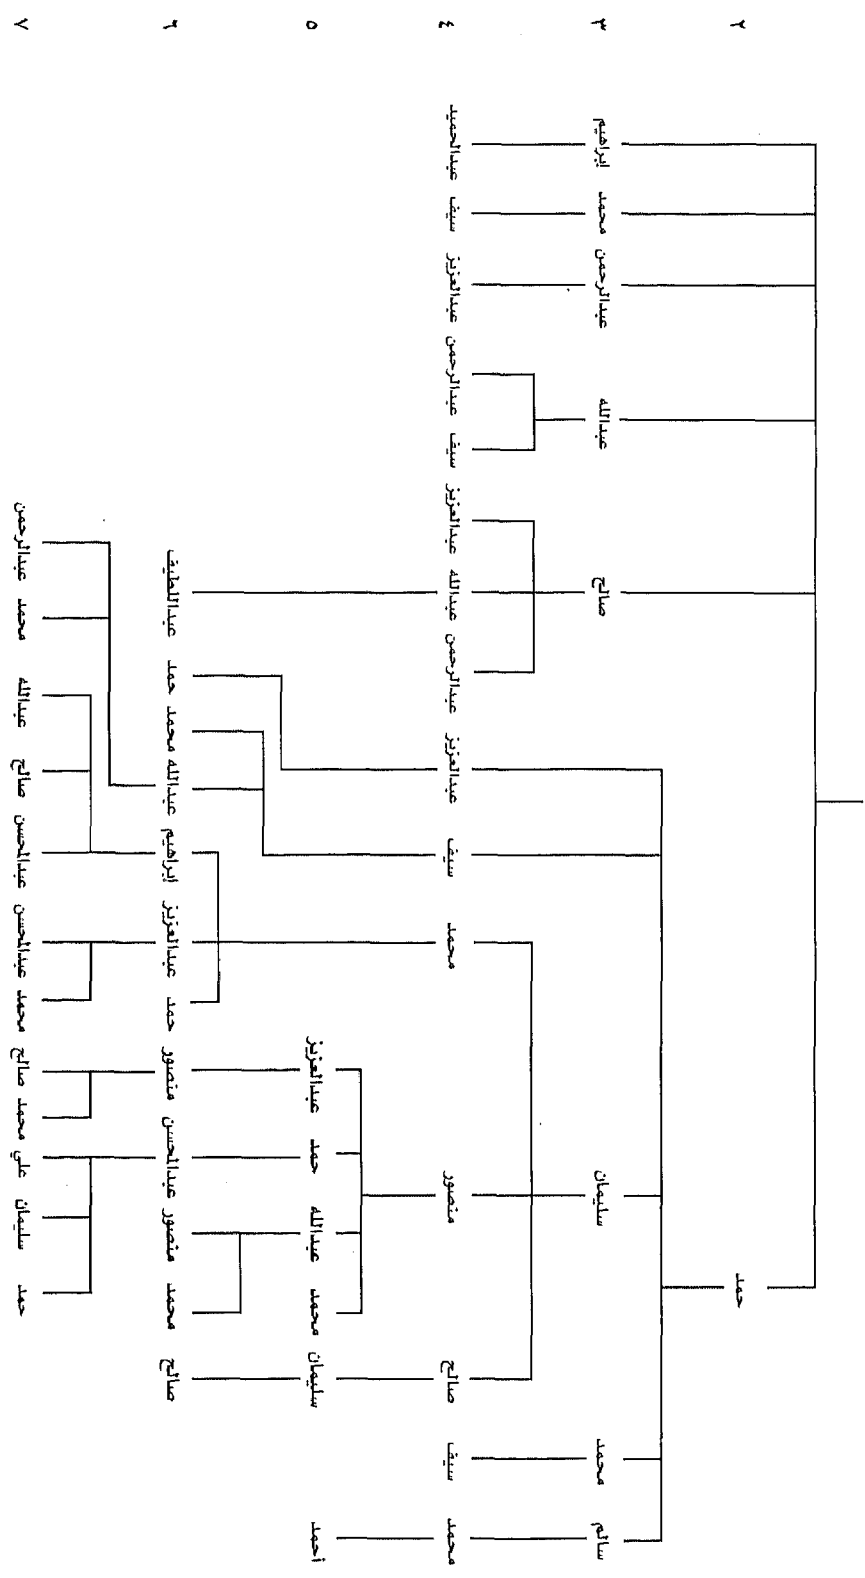 حمد ٢
سالم محمد سليمان صالح عبدالله عبدالرحمن محمد إبراهيم ٣
محمد سيف صالح منصور محمد سيف عبدالعزيز عبدالرحمن عبدالله عبدالعزيز سيف عبدالرحمن عبدالعزيز سيف عبدالحميد ٤
أحمد سليمان محمد عبدالله حمد عبدالعزيز ٥
صالح محمد منصور عبدالمحسن منصور حمد عبدالعزيز إبراهيم عبدالله محمد حمد عبداللطيف ٦
حمد سليمان علي محمد صالح محمد عبدالمحسن عبدالمحسن صالح عبدالله محمد عبدالرحمن ٧